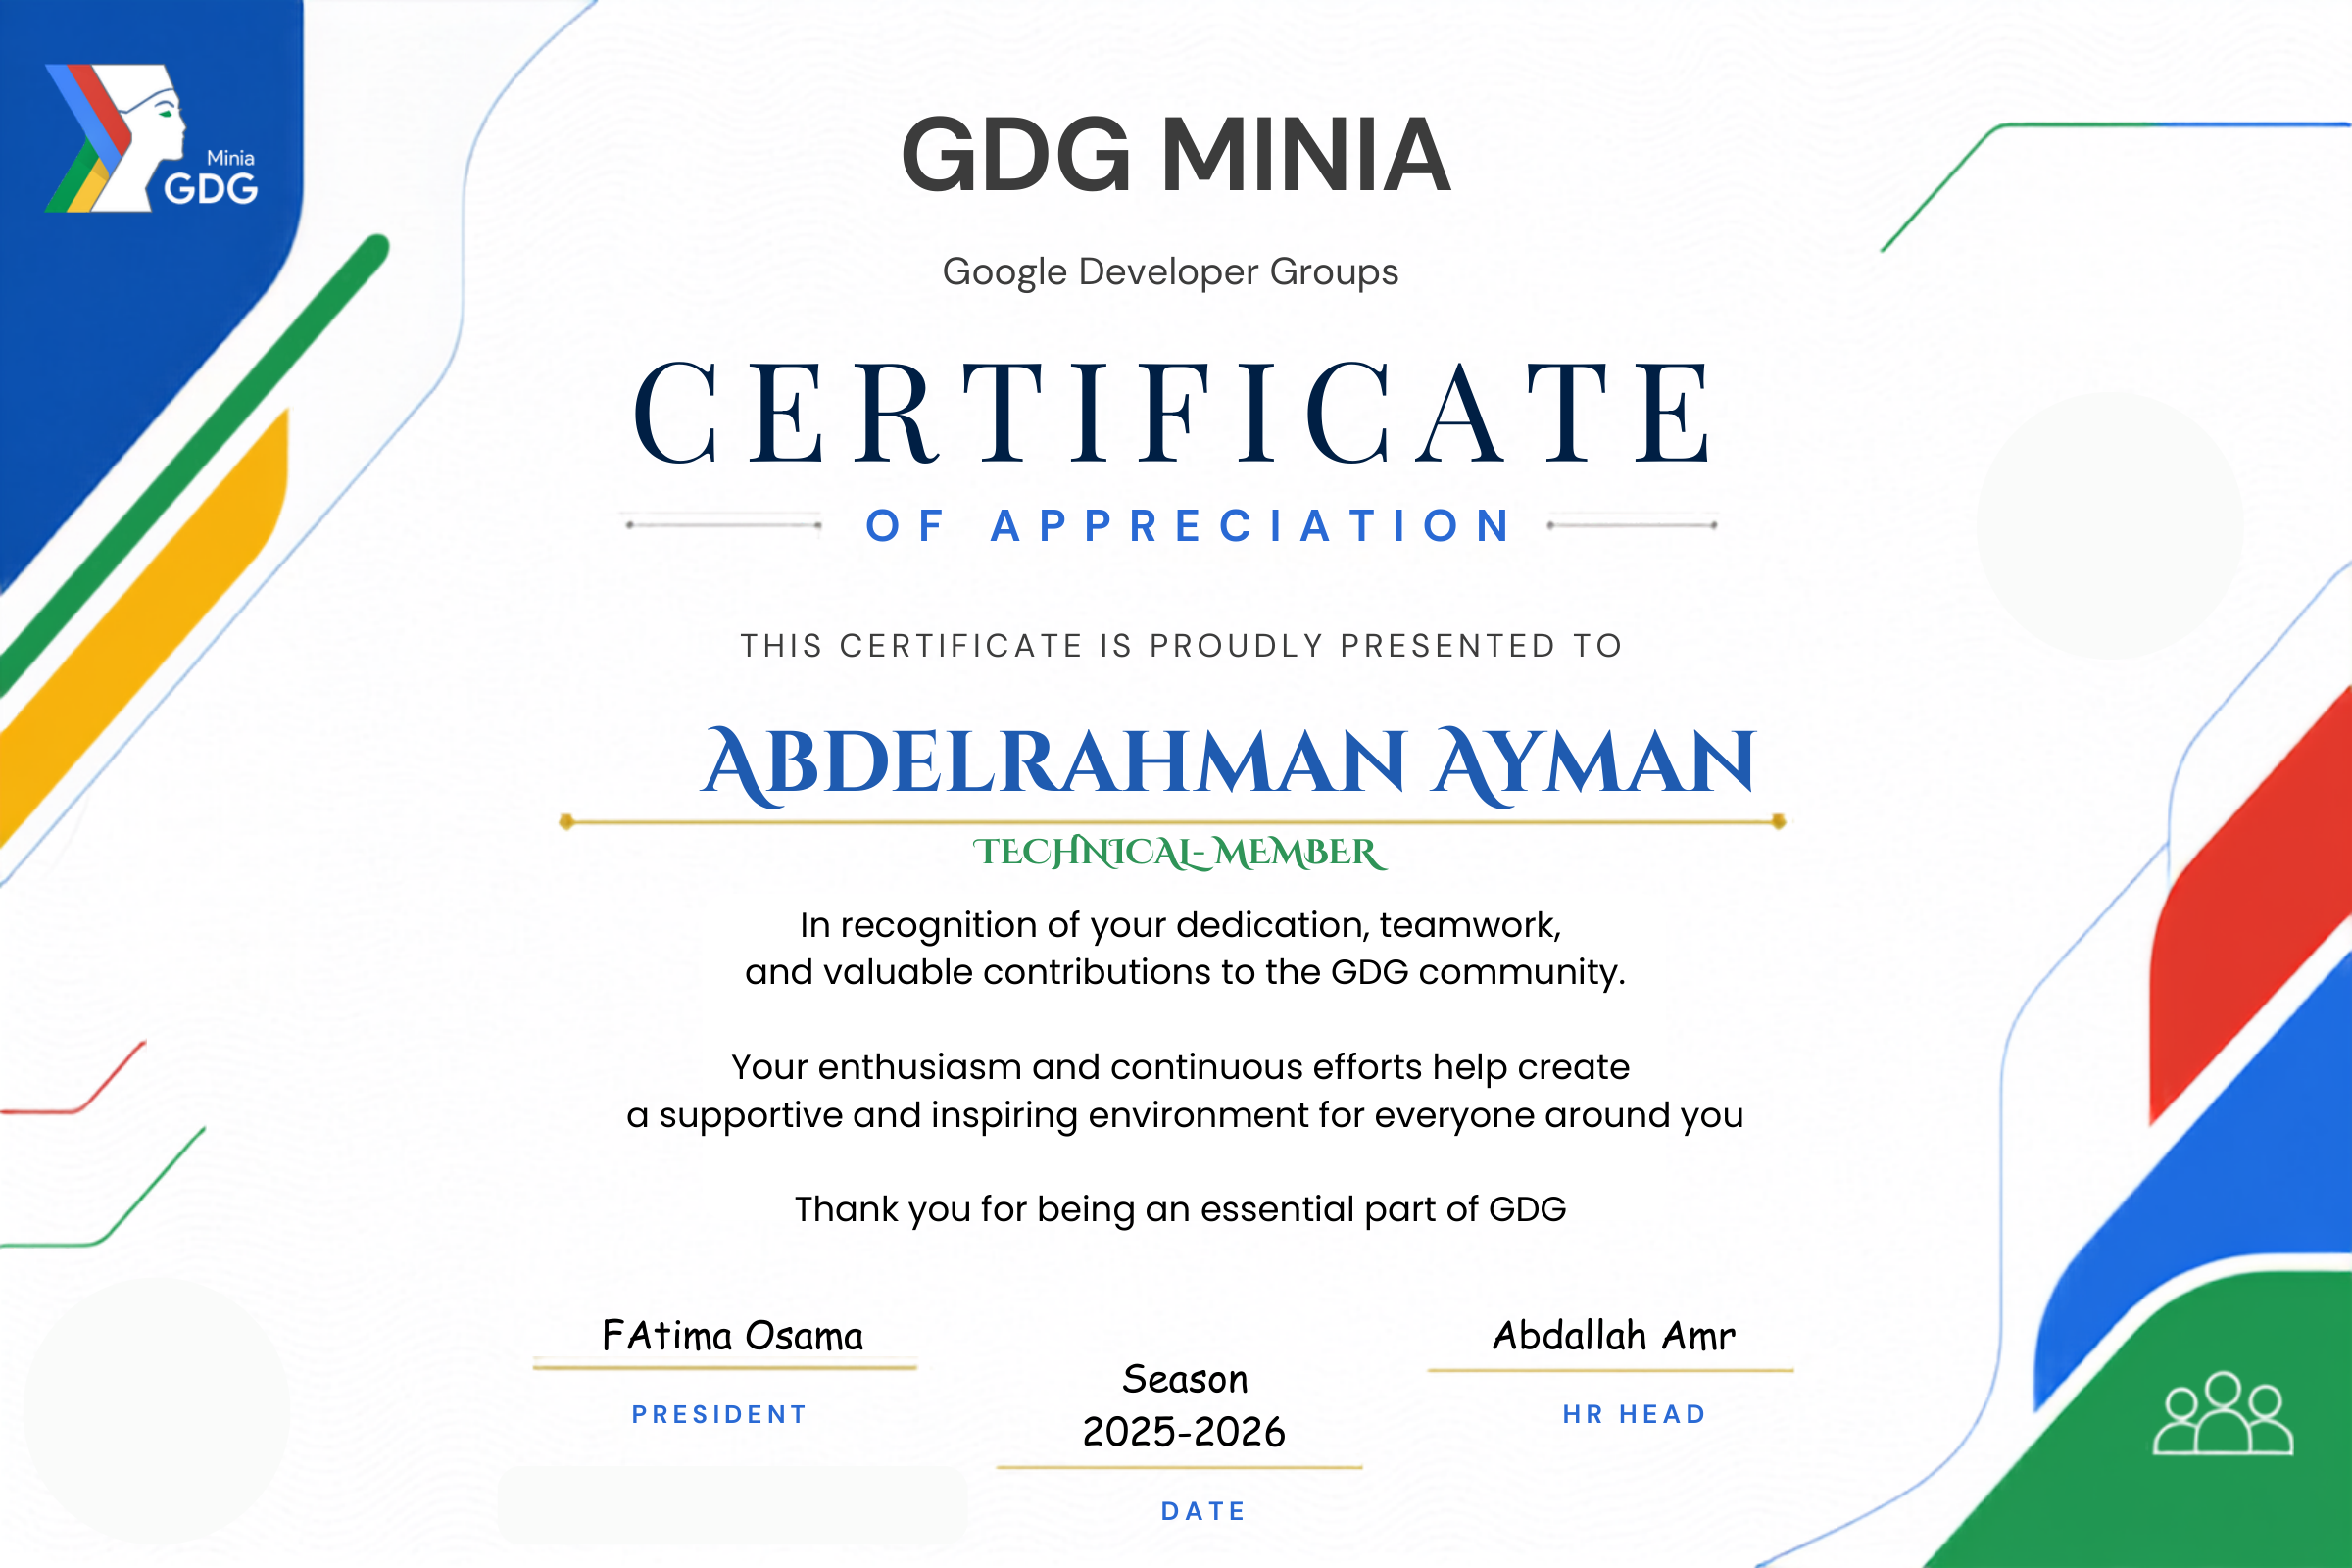 Minia
GDG
GDG MINIA
Google Developer Groups
CERTIFICATE
OF APPRECIATION
THIS CERTIFICATE IS PROUDLY PRESENTED TO
ABDELRAHMAN AYMAN
TECHNICAL- MEMBER
In recognition of your dedication, teamwork,
and valuable contributions to the GDG community.
Your enthusiasm and continuous efforts help create
a supportive and inspiring environment for everyone around you
Thank you for being an essential part of GDG
FAtima Osama
PRESIDENT
Season
2025-2026
DATE
Abdallah Amr
HR HEAD